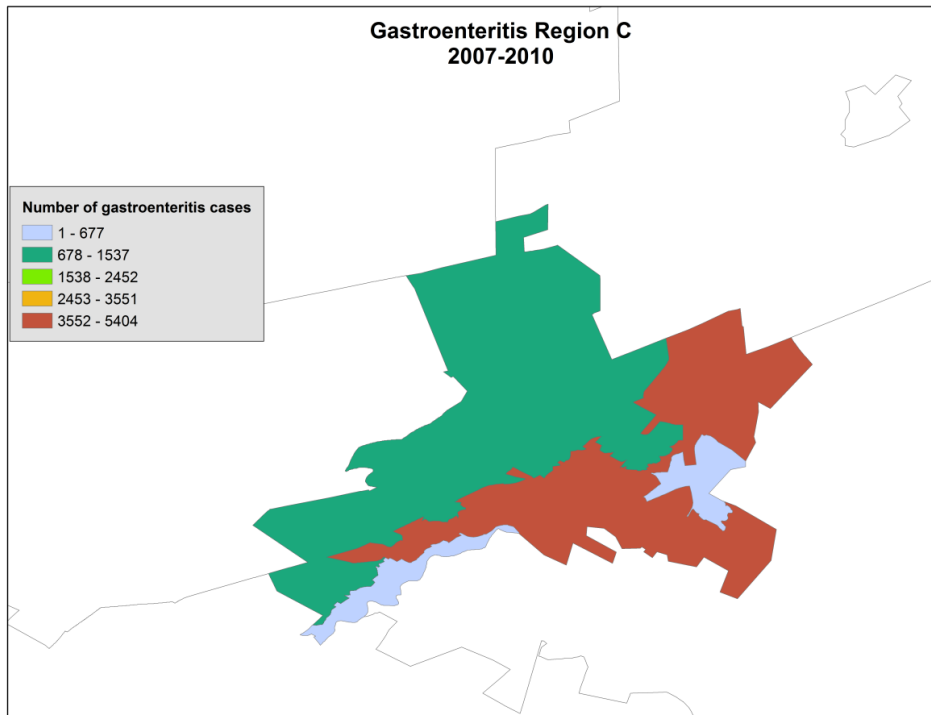 Gastroenteritis Region C
2007-2010
Number of gastroenteritis cases
1 - 677
678 - 1537
1538 - 2452
2453 - 3551
3552 - 5404